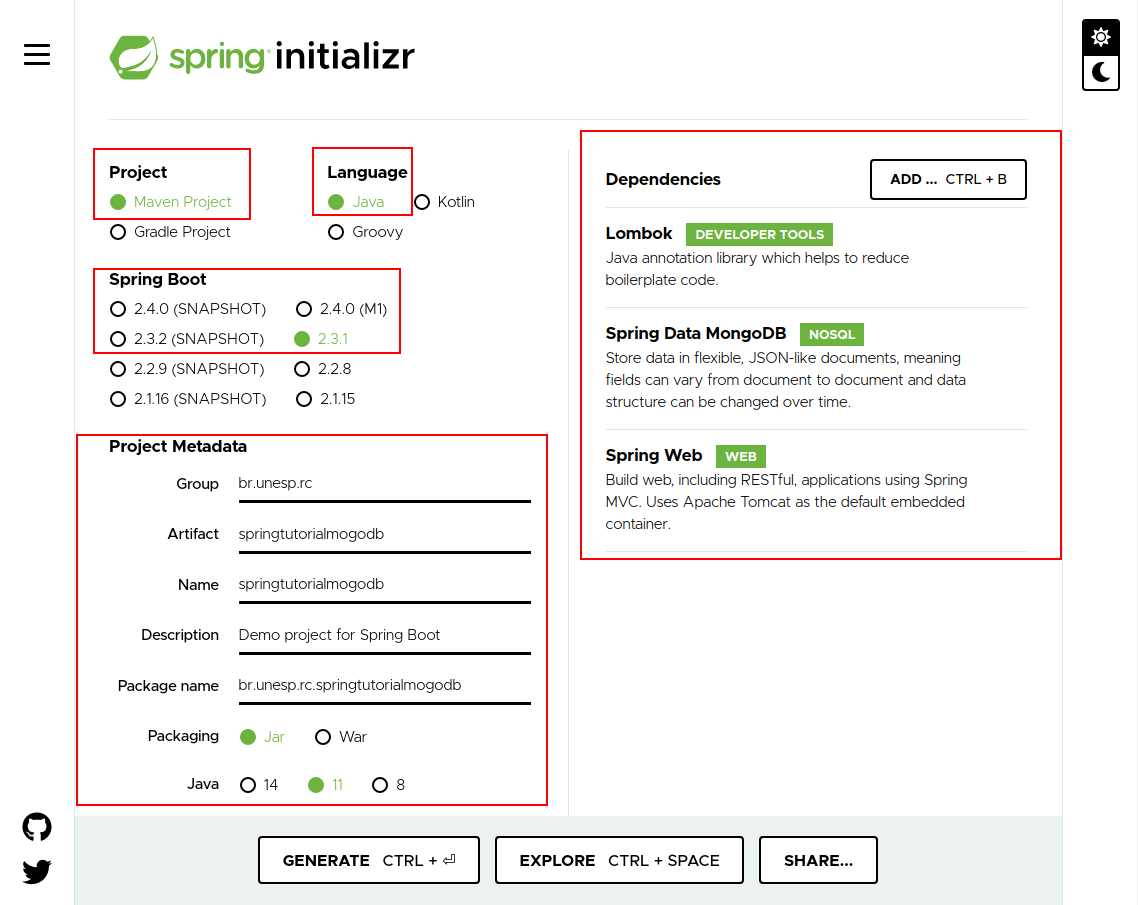 spring initializr
Project
Maven Project
Gradle Project
Language
Java Kotlin
Groovy
Spring Boot
2.4.0 (SNAPSHOT) 2.4.0 (M1)
2.3.2 (SNAPSHOT) 2.3.1
2.2.9 (SNAPSHOT) 2.2.8
2.1.16 (SNAPSHOT) 2.1.15
Project Metadata
Group br.unesp.rc
Artifact springtutorialmogodb
Name springtutorialmogodb
Description Demo project for Spring Boot
Package name br.unesp.rc.springtutorialmogodb
Packaging Jar War
Java 14 11 8
Dependencies
ADD ... CTRL + B
Lombok DEVELOPER TOOLS
Java annotation library which helps to reduce
boilerplate code.
Spring Data MongoDB NOSQL
Store data in flexible, JSON-like documents, meaning
fields can vary from document to document and data
structure can be changed over time.
Spring Web WEB
Build web, including RESTful, applications using Spring
MVC. Uses Apache Tomcat as the default embedded
container.
GENERATE CTRL + ⏎
EXPLORE CTRL + SPACE
SHARE...